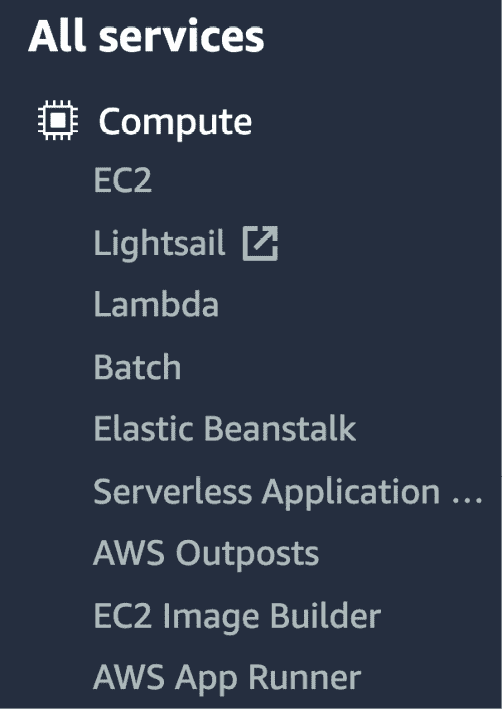 All services
Compute
EC2
Lightsail
Lambda
Batch
Elastic Beanstalk
Serverless Application ...
AWS Outposts
EC2 Image Builder
AWS App Runner